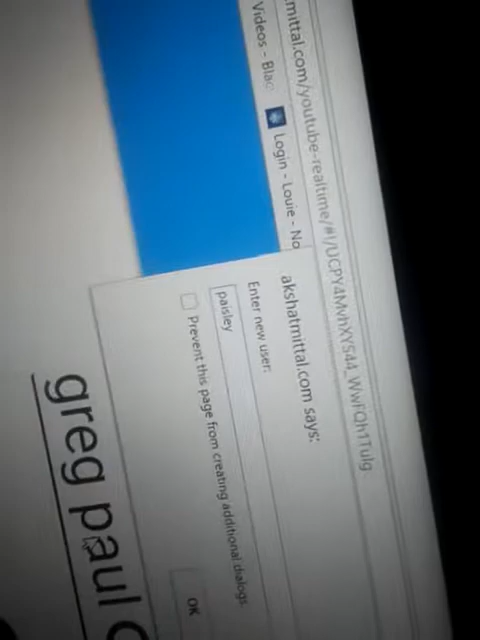 mittal.com/youtube-realtime/#!/UCPY4MvhXYS44_WwFQh1Tulg
Videos - Blac
Login - Louie - No
akshatmittal.com says:
Enter new user:
paisley
Prevent this page from creating additional dialogs.
OK
greg paul